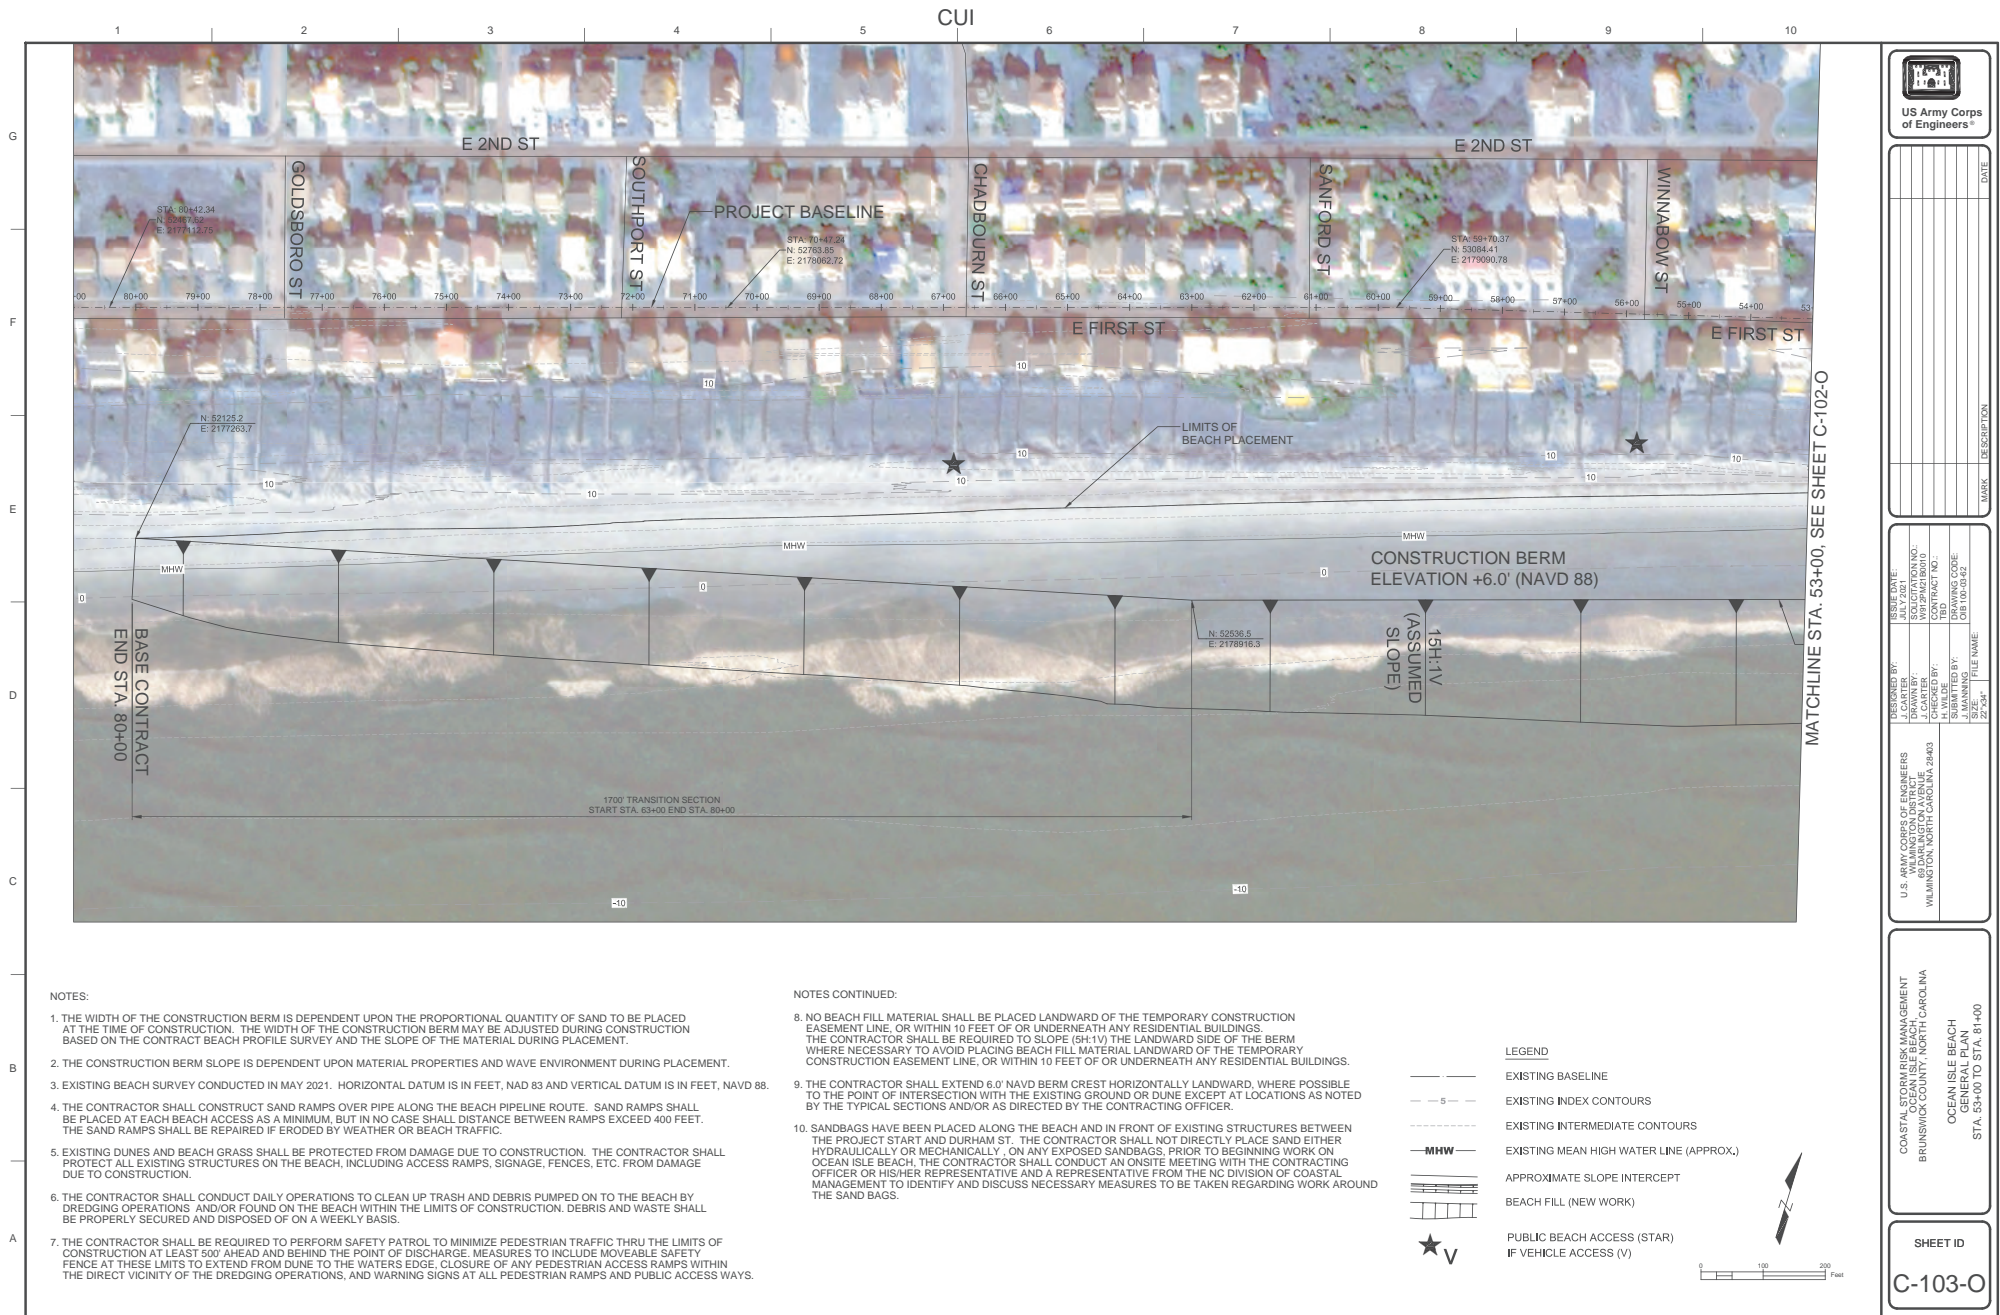 CUI
1 2 3 4 5 6 7 8 9 10
G
F
E
D
C
B
A
E 2ND ST
E 2ND ST
GOLDSBORO ST
SOUTHPORT ST
CHADBOURN ST
SANFORD ST
WINNABOW ST
PROJECT BASELINE
STA: 80+42.34
E: 2177112.75
STA: 70+47.24
N: 52763.85
E: 2178062.72
STA: 59+70.37
N: 53084.41
E: 2179090.78
-00 80+00 79+00 78+00 77+00 76+00 75+00 74+00 73+00 72+00 71+00 70+00 69+00 68+00 67+00 66+00 65+00 64+00 63+00 62+00 61+00 60+00 59+00 58+00 57+00 56+00 55+00 54+00 53+
E FIRST ST
E FIRST ST
10
10
N: 52125.2
E: 2177263.7
LIMITS OF
BEACH PLACEMENT
10
10
10
10
10
10
10
MHW
MHW
MHW
0
0
0
CONSTRUCTION BERM
ELEVATION +6.0' (NAVD 88)
N: 52536.5
E: 2178916.3
15H:1V
(ASSUMED
SLOPE)
BASE CONTRACT
END STA. 80+00
1700' TRANSITION SECTION
START STA. 63+00 END STA. 80+00
-10
-10
MATCHLINE STA. 53+00, SEE SHEET C-102-O
NOTES:
1. THE WIDTH OF THE CONSTRUCTION BERM IS DEPENDENT UPON THE PROPORTIONAL QUANTITY OF SAND TO BE PLACED
AT THE TIME OF CONSTRUCTION. THE WIDTH OF THE CONSTRUCTION BERM MAY BE ADJUSTED DURING CONSTRUCTION
BASED ON THE CONTRACT BEACH PROFILE SURVEY AND THE SLOPE OF THE MATERIAL DURING PLACEMENT.
2. THE CONSTRUCTION BERM SLOPE IS DEPENDENT UPON MATERIAL PROPERTIES AND WAVE ENVIRONMENT DURING PLACEMENT.
3. EXISTING BEACH SURVEY CONDUCTED IN MAY 2021. HORIZONTAL DATUM IS IN FEET, NAD 83 AND VERTICAL DATUM IS IN FEET, NAVD 88.
4. THE CONTRACTOR SHALL CONSTRUCT SAND RAMPS OVER PIPE ALONG THE BEACH PIPELINE ROUTE. SAND RAMPS SHALL
BE PLACED AT EACH BEACH ACCESS AS A MINIMUM, BUT IN NO CASE SHALL DISTANCE BETWEEN RAMPS EXCEED 400 FEET.
THE SAND RAMPS SHALL BE REPAIRED IF ERODED BY WEATHER OR BEACH TRAFFIC.
5. EXISTING DUNES AND BEACH GRASS SHALL BE PROTECTED FROM DAMAGE DUE TO CONSTRUCTION. THE CONTRACTOR SHALL
PROTECT ALL EXISTING STRUCTURES ON THE BEACH, INCLUDING ACCESS RAMPS, SIGNAGE, FENCES, ETC. FROM DAMAGE
DUE TO CONSTRUCTION.
6. THE CONTRACTOR SHALL CONDUCT DAILY OPERATIONS TO CLEAN UP TRASH AND DEBRIS PUMPED ON TO THE BEACH BY
DREDGING OPERATIONS AND/OR FOUND ON THE BEACH WITHIN THE LIMITS OF CONSTRUCTION. DEBRIS AND WASTE SHALL
BE PROPERLY SECURED AND DISPOSED OF ON A WEEKLY BASIS.
7. THE CONTRACTOR SHALL BE REQUIRED TO PERFORM SAFETY PATROL TO MINIMIZE PEDESTRIAN TRAFFIC THRU THE LIMITS OF
CONSTRUCTION AT LEAST 500' AHEAD AND BEHIND THE POINT OF DISCHARGE. MEASURES TO INCLUDE MOVEABLE SAFETY
FENCE AT THESE LMITS TO EXTEND FROM DUNE TO THE WATERS EDGE, CLOSURE OF ANY PEDESTRIAN ACCESS RAMPS WITHIN
THE DIRECT VICINITY OF THE DREDGING OPERATIONS, AND WARNING SIGNS AT ALL PEDESTRIAN RAMPS AND PUBLIC ACCESS WAYS.
NOTES CONTINUED:
8. NO BEACH FILL MATERIAL SHALL BE PLACED LANDWARD OF THE TEMPORARY CONSTRUCTION
EASEMENT LINE, OR WITHIN 10 FEET OF OR UNDERNEATH ANY RESIDENTIAL BUILDINGS.
THE CONTRACTOR SHALL BE REQUIRED TO SLOPE (5H:1V) THE LANDWARD SIDE OF THE BERM
WHERE NECESSARY TO AVOID PLACING BEACH FILL MATERIAL LANDWARD OF THE TEMPORARY
CONSTRUCTION EASEMENT LINE, OR WITHIN 10 FEET OF OR UNDERNEATH ANY RESIDENTIAL BUILDINGS.
9. THE CONTRACTOR SHALL EXTEND 6.0' NAVD BERM CREST HORIZONTALLY LANDWARD, WHERE POSSIBLE
TO THE POINT OF INTERSECTION WITH THE EXISTING GROUND OR DUNE EXCEPT AT LOCATIONS AS NOTED
BY THE TYPICAL SECTIONS AND/OR AS DIRECTED BY THE CONTRACTING OFFICER.
10. SANDBAGS HAVE BEEN PLACED ALONG THE BEACH AND IN FRONT OF EXISTING STRUCTURES BETWEEN
THE PROJECT START AND DURHAM ST. THE CONTRACTOR SHALL NOT DIRECTLY PLACE SAND EITHER
HYDRAULICALLY OR MECHANICALLY , ON ANY EXPOSED SANDBAGS, PRIOR TO BEGINNING WORK ON
OCEAN ISLE BEACH, THE CONTRACTOR SHALL CONDUCT AN ONSITE MEETING WITH THE CONTRACTING
OFFICER OR HIS/HER REPRESENTATIVE AND A REPRESENTATIVE FROM THE NC DIVISION OF COASTAL
MANAGEMENT TO IDENTIFY AND DISCUSS NECESSARY MEASURES TO BE TAKEN REGARDING WORK AROUND
THE SAND BAGS.
LEGEND
EXISTING BASELINE
5 EXISTING INDEX CONTOURS
EXISTING INTERMEDIATE CONTOURS
MHW EXISTING MEAN HIGH WATER LINE (APPROX.)
APPROXIMATE SLOPE INTERCEPT
BEACH FILL (NEW WORK)
V PUBLIC BEACH ACCESS (STAR)
IF VEHICLE ACCESS (V)
N
0 100 200
Feet
US Army Corps
of Engineers®
DATE
DESCRIPTION
MARK
ISSUE DATE:
JULY 2021
SOLICITATION NO.:
W912PM21B0010
CONTRACT NO.:
TBD
DRAWING CODE:
OIB 100-03-62
DESIGNED BY:
J. CARTER
DRAWN BY:
J. CARTER
CHECKED BY:
H. WILDE
SUBMITTED BY:
J. MANNING
SIZE: FILE NAME:
22"x34"
U.S. ARMY CORPS OF ENGINEERS
WILMINGTON DISTRICT
69 DARLINGTON AVENUE
WILMINGTON, NORTH CAROLINA 28403
COASTAL STORM RISK MANAGEMENT
OCEAN ISLE BEACH,
BRUNSWICK COUNTY, NORTH CAROLINA
OCEAN ISLE BEACH
GENERAL PLAN
STA. 53+00 TO STA. 81+00
SHEET ID
C-103-O